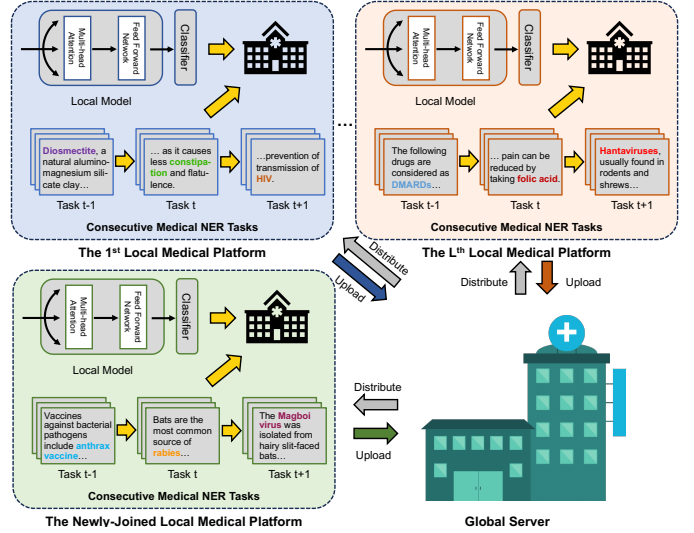 Multi-head
Attention
Feed Forward
Network
Classifier
Local Model
Diosmectite, a
natural alumino-
magnesium sili-
cate clay…
Task t-1
… as it causes
less constipa-
tion and flatu-
lence.
Task t
…prevention of
transmission of
HIV.
Task t+1
Consecutive Medical NER Tasks
The 1st Local Medical Platform
...
Multi-head
Attention
Feed Forward
Network
Classifier
Local Model
The following
drugs are
considered as
DMARDs…
Task t-1
… pain can be
reduced by
taking folic acid.
Task t
Hantaviruses,
usually found in
rodents and
shrews…
Task t+1
Consecutive Medical NER Tasks
The Lth Local Medical Platform
Distribute
Upload
Distribute
Upload
Multi-head
Attention
Feed Forward
Network
Classifier
Local Model
Vaccines
against bacterial
pathogens
include anthrax
vaccine…
Task t-1
Bats are the
most common
source of
rabies…
Task t
The Magboi
virus was
isolated from
hairy slit-faced
bats…
Task t+1
Consecutive Medical NER Tasks
The Newly-Joined Local Medical Platform
Distribute
Upload
Global Server